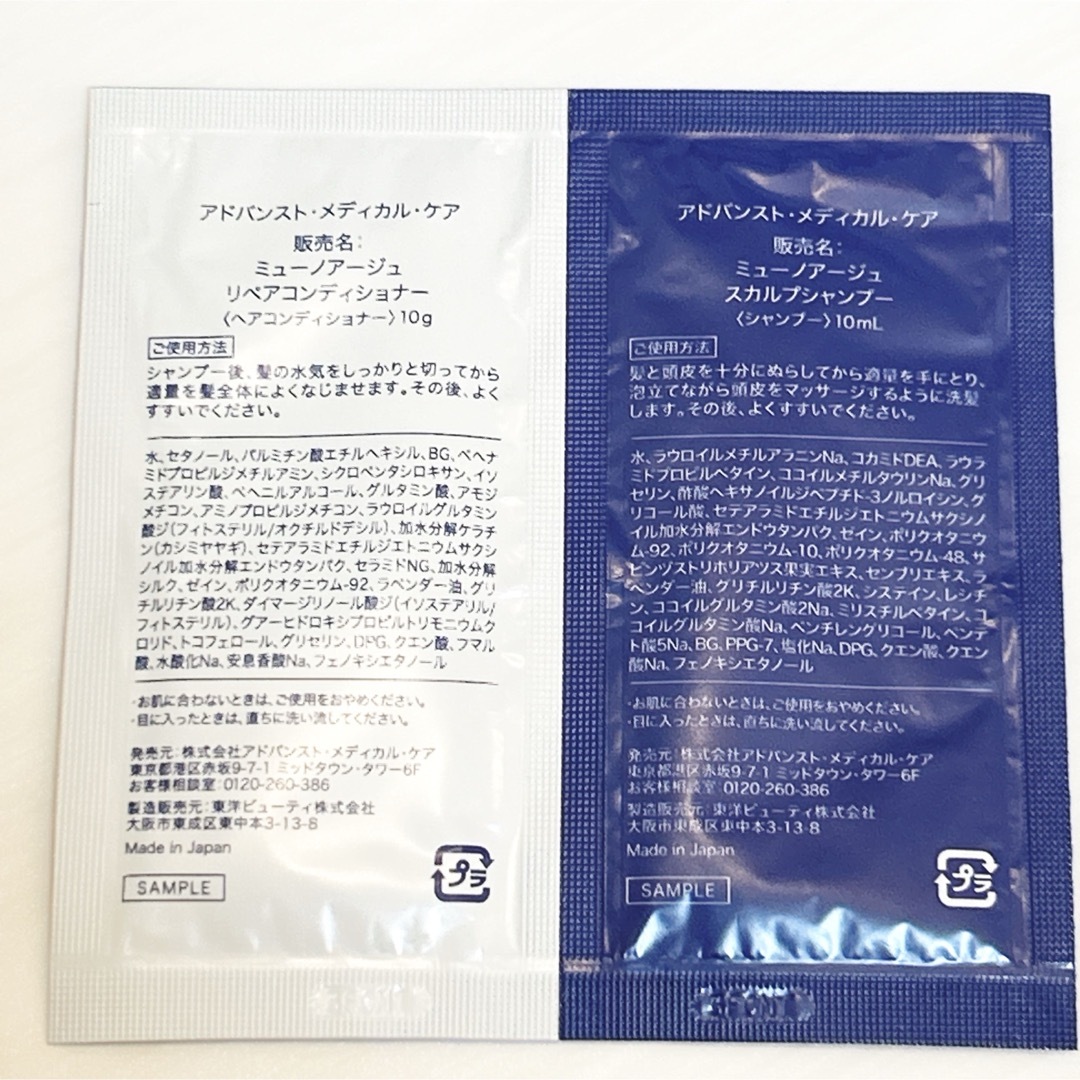 アドバンスト・メディカル・ケア
販売名:
ミューノアージュ
リペアコンディショナー
〈ヘアコンディショナー〉10g
ご使用方法
シャンプー後、髪の水気をしっかりと切ってから
適量を髪全体によくなじませます。その後、よく
すすいでください。
水、セタノール、パルミチン酸エチルヘキシル、BG、ベヘナ
ミドプロピルジメチルアミン、シクロペンタシロキサン、イソ
ステアリン酸、ベヘニルアルコール、グルタミン酸、アモジ
メチコン、アミノプロピルジメチコン、ラウロイルグルタミン
酸ジ(フィトステリル/オクチルドデシル)、加水分解ケラチ
ン(カシミヤヤギ)、セテアラミドエチルジエトニウムサクシ
ノイル加水分解エンドウタンパク、セラミドNG、加水分解
シルク、ゼイン、ポリクオタニウム-92、ラベンダー油、グリ
チルリチン酸2K、ダイマージリノール酸ジ(イソステアリル/
フィトステリル)、グアーヒドロキシプロピルトリモニウムク
ロリド、トコフェロール、グリセリン、DPG、クエン酸、フマル
酸、水酸化Na、安息香酸Na、フェノキシエタノール
・お肌に合わないときは、ご使用をおやめください。
・目に入ったときは、直ちに洗い流してください。
発売元:株式会社アドバンスト・メディカル・ケア
東京都港区赤坂9-7-1 ミッドタウン・タワー6F
お客様相談室:0120-260-386
製造販売元:東洋ビューティ株式会社
大阪市東成区東中本3-13-8
Made in Japan
SAMPLE
プラ
アドバンスト・メディカル・ケア
販売名:
ミューノアージュ
スカルプシャンプー
〈シャンプー〉10mL
ご使用方法
髪と頭皮を十分にぬらしてから適量を手にとり、
泡立てながら頭皮をマッサージするように洗髪
します。その後、よくすすいでください。
水、ラウロイルメチルアラニンNa、コカミドDEA、ラウラ
ミドプロピルベタイン、ココイルメチルタウリンNa、グリ
セリン、酢酸ヘキサノイルジペプチド-3ノルロイシン、グ
リコール酸、セテアラミドエチルジエトニウムサクシノ
イル加水分解エンドウタンパク、ゼイン、ポリクオタニウ
ム-92、ポリクオタニウム-10、ポリクオタニウム-48、サ
ピンヅストリホリアツス果実エキス、センブリエキス、ラ
ベンダー油、グリチルリチン酸2K、システイン、レシチ
ン、ココイルグルタミン酸2Na、ミリスチルベタイン、コ
コイルグルタミン酸Na、ペンチレングリコール、ペンテ
ト酸5Na、BG、PPG-7、塩化Na、DPG、クエン酸、クエン
酸Na、フェノキシエタノール
・お肌に合わないときは、ご使用をおやめください。
・目に入ったときは、直ちに洗い流してください。
発売元:株式会社アドバンスト・メディカル・ケア
東京都港区赤坂9-7-1 ミッドタウン・タワー6F
お客様相談室:0120-260-386
製造販売元:東洋ビューティ株式会社
大阪市東成区東中本3-13-8
Made in Japan
SAMPLE
プラ